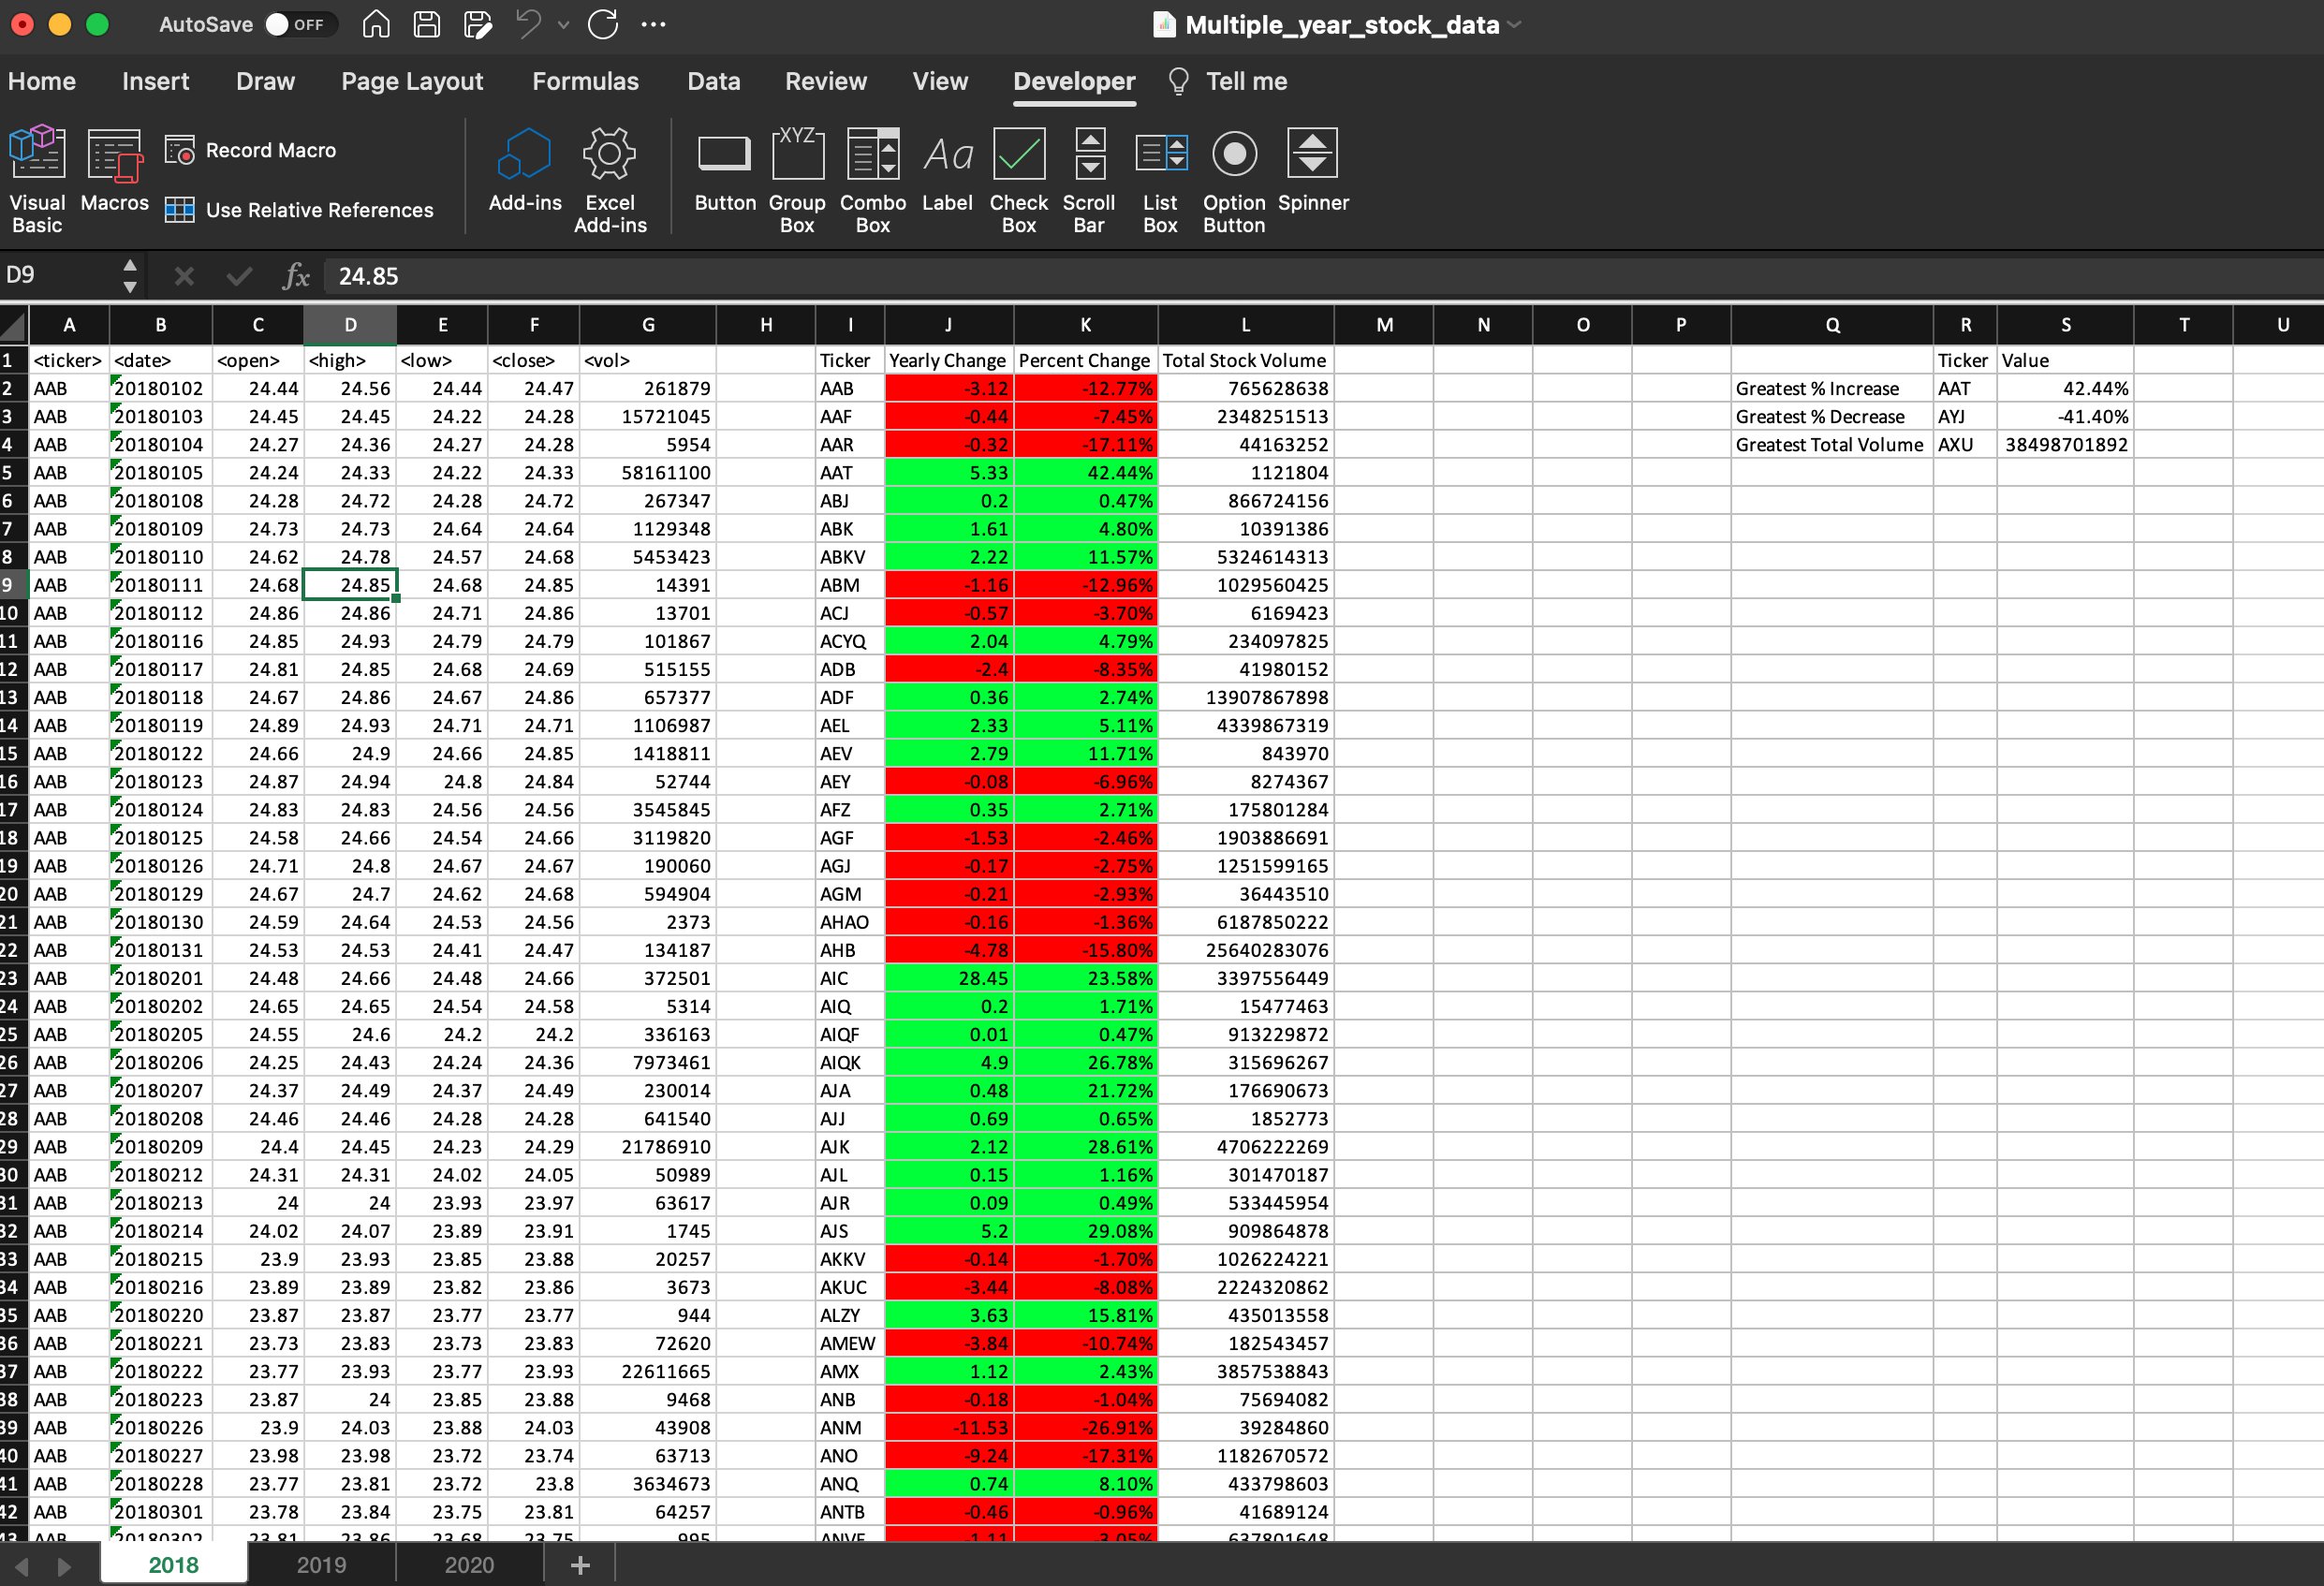 AutoSave OFF Multiple_year_stock_data
Home Insert Draw Page Layout Formulas Data Review View Developer Tell me
Visual Basic Macros Record Macro Use Relative References Add-ins Excel Add-ins Button XYZ Group Box Combo Box Aa Label Check Box Scroll Bar List Box Option Button Spinner
D9 fx 24.85
A B C D E F G H I J K L M N O P Q R S T U
1 <ticker> <date> <open> <high> <low> <close> <vol> Ticker Yearly Change Percent Change Total Stock Volume Ticker Value
2 AAB 20180102 24.44 24.56 24.44 24.47 261879 AAB -3.12 -12.77% 765628638 Greatest % Increase AAT 42.44%
3 AAB 20180103 24.45 24.45 24.22 24.28 15721045 AAF -0.44 -7.45% 2348251513 Greatest % Decrease AYJ -41.40%
4 AAB 20180104 24.27 24.36 24.27 24.28 5954 AAR -0.32 -17.11% 44163252 Greatest Total Volume AXU 38498701892
5 AAB 20180105 24.24 24.33 24.22 24.33 58161100 AAT 5.33 42.44% 1121804
6 AAB 20180108 24.28 24.72 24.28 24.72 267347 ABJ 0.2 0.47% 866724156
7 AAB 20180109 24.73 24.73 24.64 24.64 1129348 ABK 1.61 4.80% 10391386
8 AAB 20180110 24.62 24.78 24.57 24.68 5453423 ABKV 2.22 11.57% 5324614313
9 AAB 20180111 24.68 24.85 24.68 24.85 14391 ABM -1.16 -12.96% 1029560425
10 AAB 20180112 24.86 24.86 24.71 24.86 13701 ACJ -0.57 -3.70% 6169423
11 AAB 20180116 24.85 24.93 24.79 24.79 101867 ACYQ 2.04 4.79% 234097825
12 AAB 20180117 24.81 24.85 24.68 24.69 515155 ADB -2.4 -8.35% 41980152
13 AAB 20180118 24.67 24.86 24.67 24.86 657377 ADF 0.36 2.74% 13907867898
14 AAB 20180119 24.89 24.93 24.71 24.71 1106987 AEL 2.33 5.11% 4339867319
15 AAB 20180122 24.66 24.9 24.66 24.85 1418811 AEV 2.79 11.71% 843970
16 AAB 20180123 24.87 24.94 24.8 24.84 52744 AEY -0.08 -6.96% 8274367
17 AAB 20180124 24.83 24.83 24.56 24.56 3545845 AFZ 0.35 2.71% 175801284
18 AAB 20180125 24.58 24.66 24.54 24.66 3119820 AGF -1.53 -2.46% 1903886691
19 AAB 20180126 24.71 24.8 24.67 24.67 190060 AGJ -0.17 -2.75% 1251599165
20 AAB 20180129 24.67 24.7 24.62 24.68 594904 AGM -0.21 -2.93% 36443510
21 AAB 20180130 24.59 24.64 24.53 24.56 2373 AHAO -0.16 -1.36% 6187850222
22 AAB 20180131 24.53 24.53 24.41 24.47 134187 AHB -4.78 -15.80% 25640283076
23 AAB 20180201 24.48 24.66 24.48 24.66 372501 AIC 28.45 23.58% 3397556449
24 AAB 20180202 24.65 24.65 24.54 24.58 5314 AIQ 0.2 1.71% 15477463
25 AAB 20180205 24.55 24.6 24.2 24.2 336163 AIQF 0.01 0.47% 913229872
26 AAB 20180206 24.25 24.43 24.24 24.36 7973461 AIQK 4.9 26.78% 315696267
27 AAB 20180207 24.37 24.49 24.37 24.49 230014 AJA 0.48 21.72% 176690673
28 AAB 20180208 24.46 24.46 24.28 24.28 641540 AJJ 0.69 0.65% 1852773
29 AAB 20180209 24.4 24.45 24.23 24.29 21786910 AJK 2.12 28.61% 4706222269
30 AAB 20180212 24.31 24.31 24.02 24.05 50989 AJL 0.15 1.16% 301470187
31 AAB 20180213 24 24 23.93 23.97 63617 AJR 0.09 0.49% 533445954
32 AAB 20180214 24.02 24.07 23.89 23.91 1745 AJS 5.2 29.08% 909864878
33 AAB 20180215 23.9 23.93 23.85 23.88 20257 AKKV -0.14 -1.70% 1026224221
34 AAB 20180216 23.89 23.89 23.82 23.86 3673 AKUC -3.44 -8.08% 2224320862
35 AAB 20180220 23.87 23.87 23.77 23.77 944 ALZY 3.63 15.81% 435013558
36 AAB 20180221 23.73 23.83 23.73 23.83 72620 AMEW -3.84 -10.74% 182543457
37 AAB 20180222 23.77 23.93 23.77 23.93 22611665 AMX 1.12 2.43% 3857538843
38 AAB 20180223 23.87 24 23.85 23.88 9468 ANB -0.18 -1.04% 75694082
39 AAB 20180226 23.9 24.03 23.88 24.03 43908 ANM -11.53 -26.91% 39284860
40 AAB 20180227 23.98 23.98 23.72 23.74 63713 ANO -9.24 -17.31% 1182670572
41 AAB 20180228 23.77 23.81 23.72 23.8 3634673 ANQ 0.74 8.10% 433798603
42 AAB 20180301 23.78 23.84 23.75 23.81 64257 ANTB -0.46 -0.96% 41689124
43 AAB 20180302 23.81 23.86 23.68 23.75 995
2018 2019 2020 +